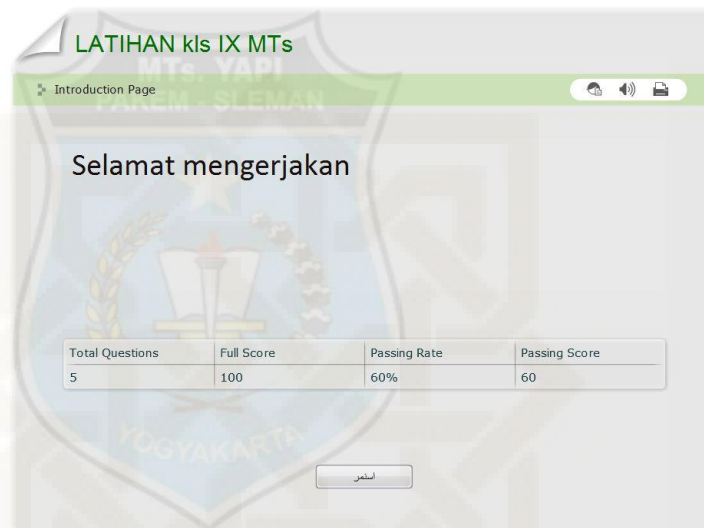 LATIHAN kls IX MTs
MTs. YAPI
Introduction Page
PAKEM - SLEMAN
Selamat mengerjakan
Total Questions Full Score Passing Rate Passing Score
5 100 60% 60
YOGYAKARTA
استمر